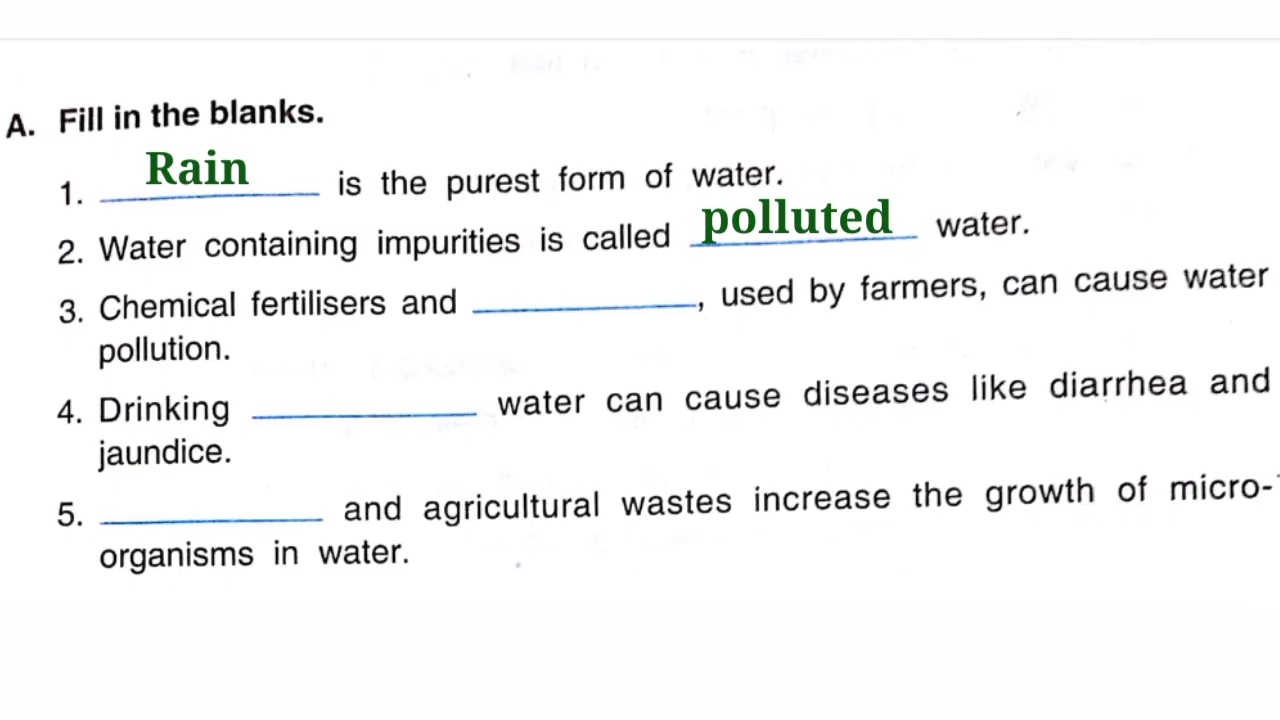 A. Fill in the blanks.
1. Rain is the purest form of water.
2. Water containing impurities is called polluted water.
3. Chemical fertilisers and ____________, used by farmers, can cause water
pollution.
4. Drinking ____________ water can cause diseases like diarrhea and
jaundice.
5. ____________ and agricultural wastes increase the growth of micro-
organisms in water.